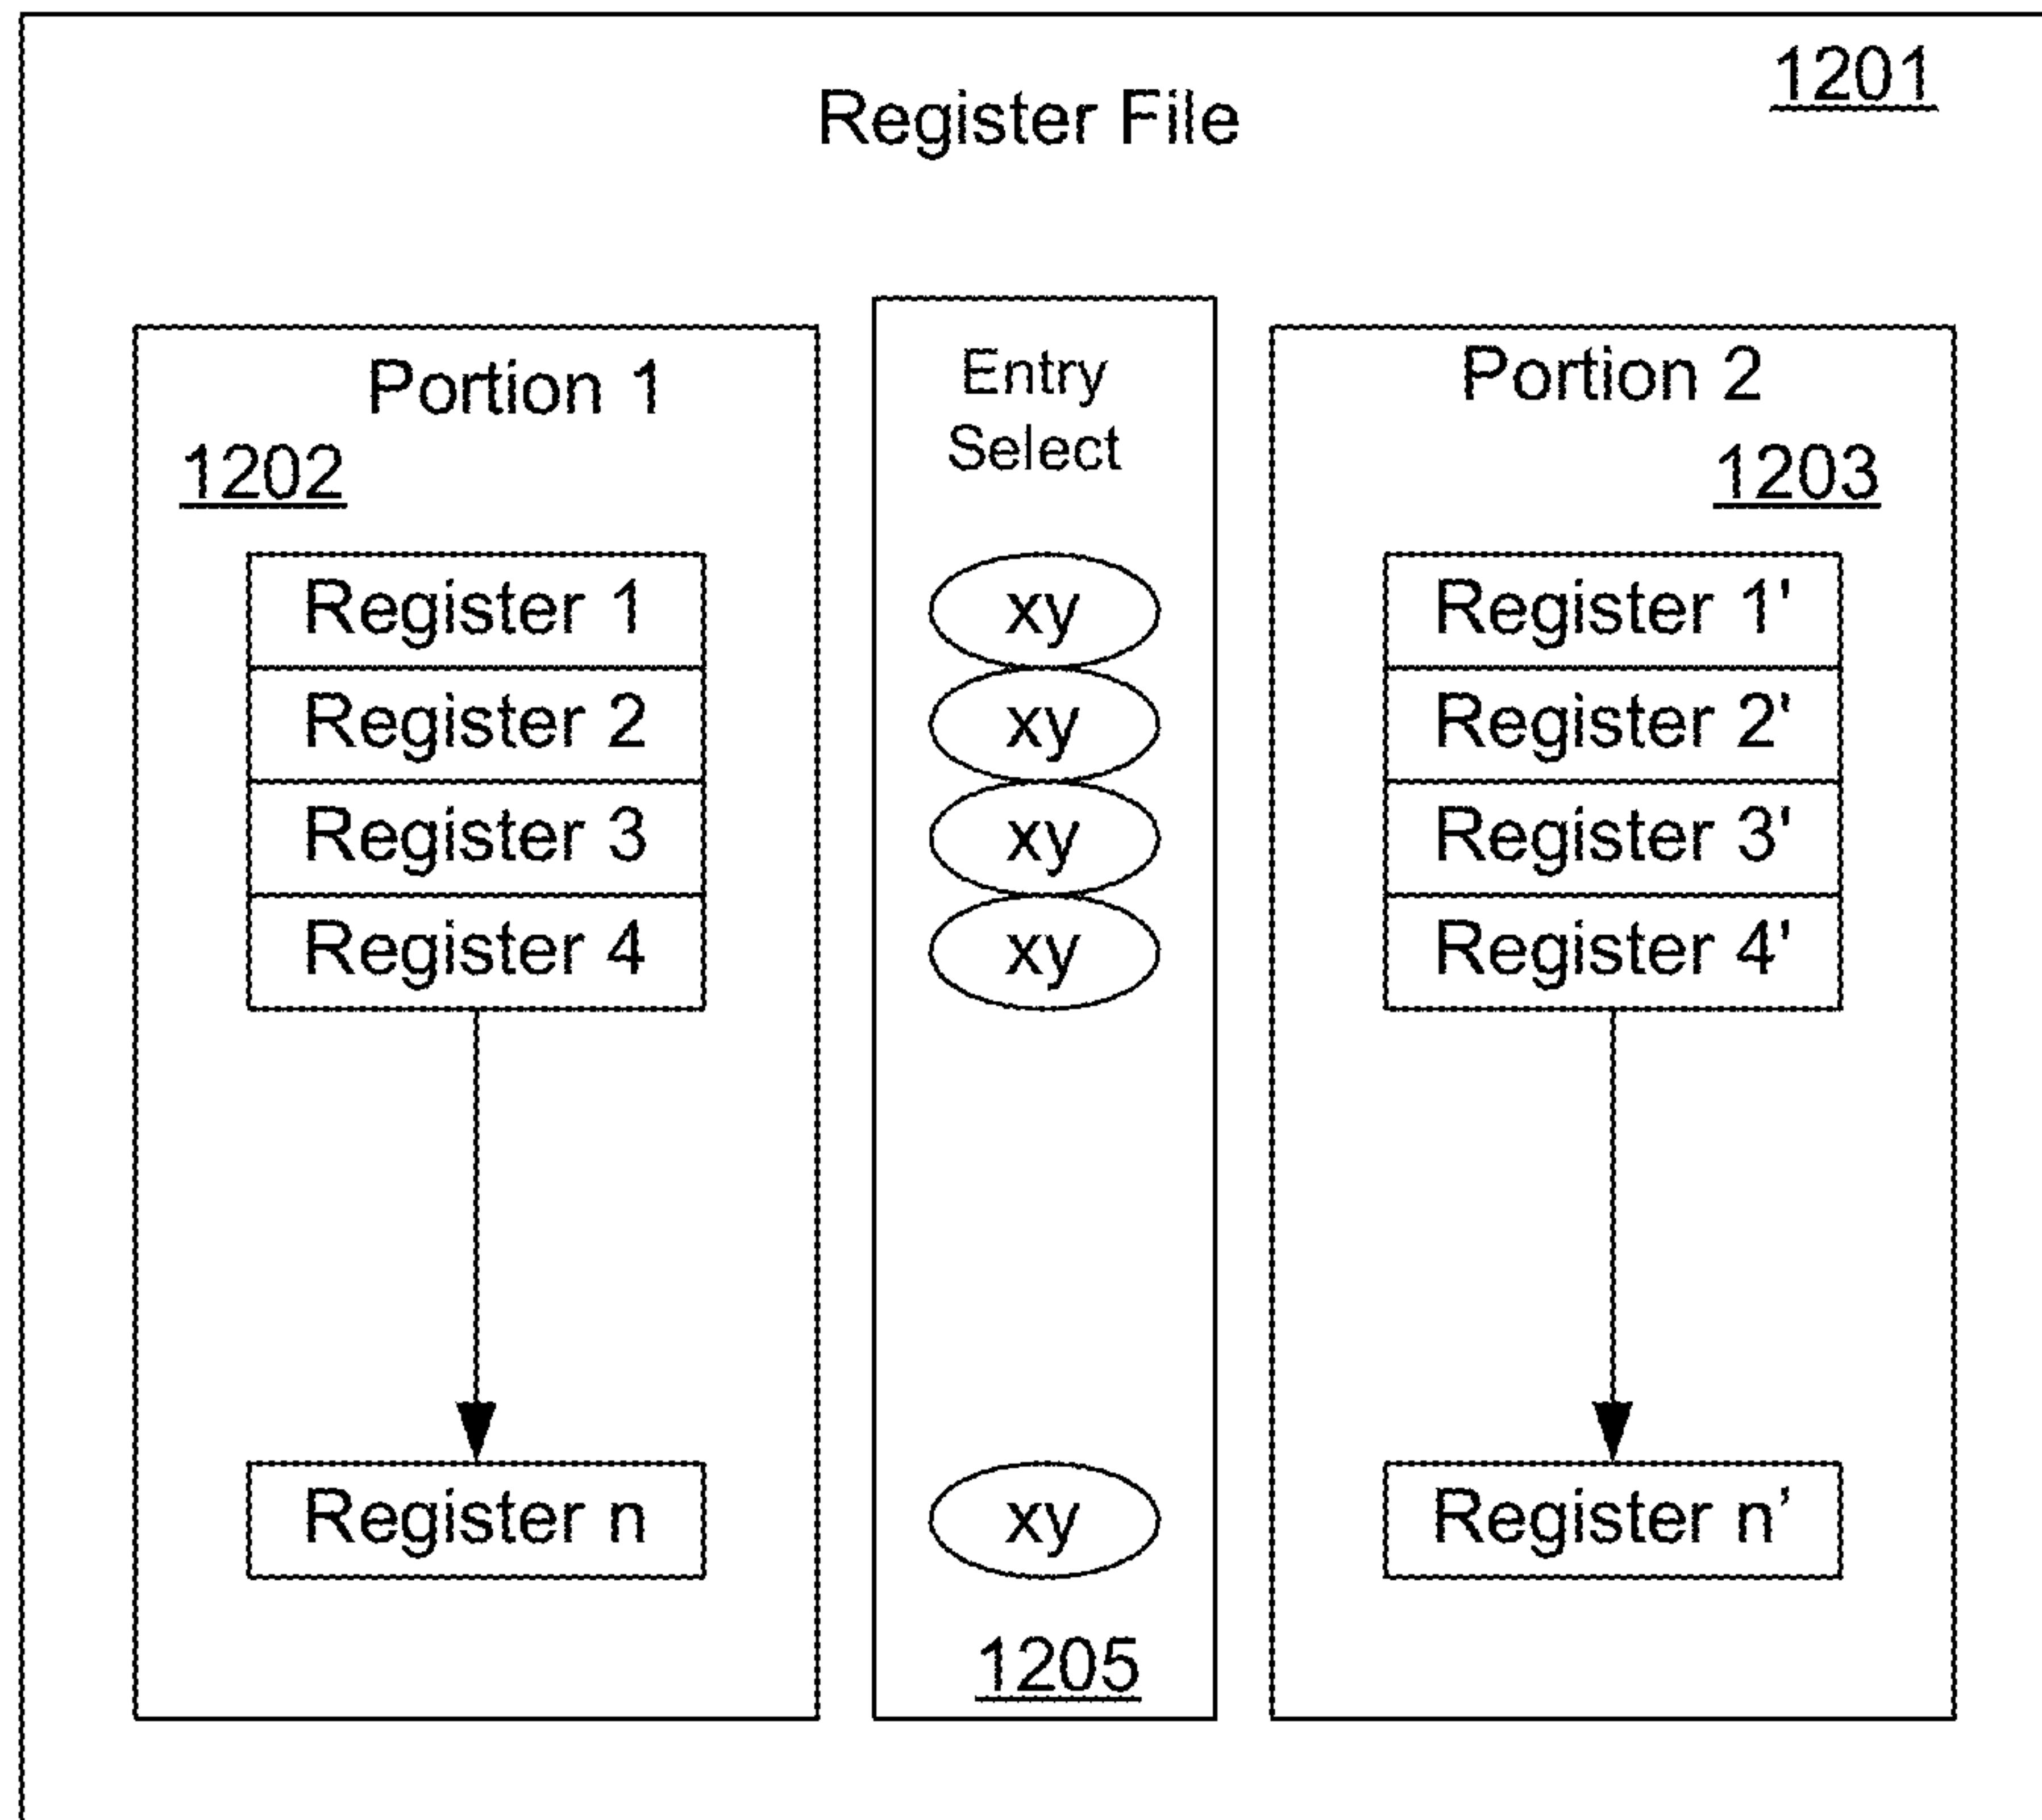 1201
Register File
Portion 1
1202
Register 1
Register 2
Register 3
Register 4
Register n
Entry
Select
xy
xy
xy
xy
xy
1205
Portion 2
1203
Register 1'
Register 2'
Register 3'
Register 4'
Register n’